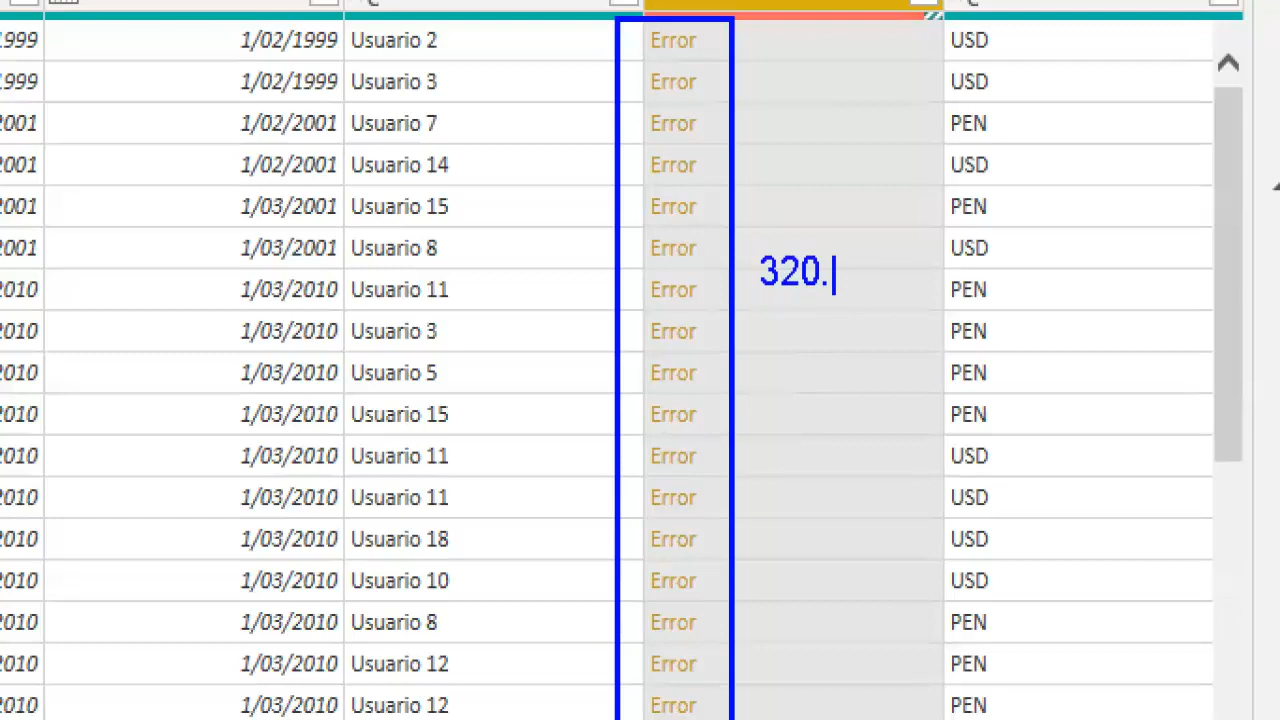 1999 1/02/1999 Usuario 2 Error USD
1999 1/02/1999 Usuario 3 Error USD
2001 1/02/2001 Usuario 7 Error PEN
2001 1/02/2001 Usuario 14 Error USD
2001 1/03/2001 Usuario 15 Error PEN
2001 1/03/2001 Usuario 8 Error USD
320.
2010 1/03/2010 Usuario 11 Error PEN
2010 1/03/2010 Usuario 3 Error PEN
2010 1/03/2010 Usuario 5 Error PEN
2010 1/03/2010 Usuario 15 Error PEN
2010 1/03/2010 Usuario 11 Error USD
2010 1/03/2010 Usuario 11 Error USD
2010 1/03/2010 Usuario 18 Error USD
2010 1/03/2010 Usuario 10 Error USD
2010 1/03/2010 Usuario 8 Error PEN
2010 1/03/2010 Usuario 12 Error PEN
2010 1/03/2010 Usuario 12 Error PEN